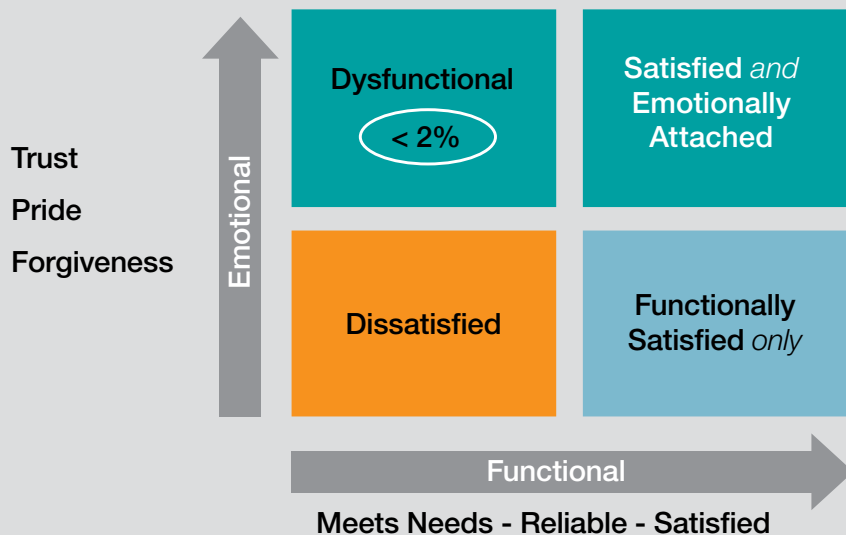 Trust
Pride
Forgiveness
Emotional
Dysfunctional
< 2%
Satisfied and
Emotionally
Attached
Dissatisfied
Functionally
Satisfied only
Functional
Meets Needs - Reliable - Satisfied